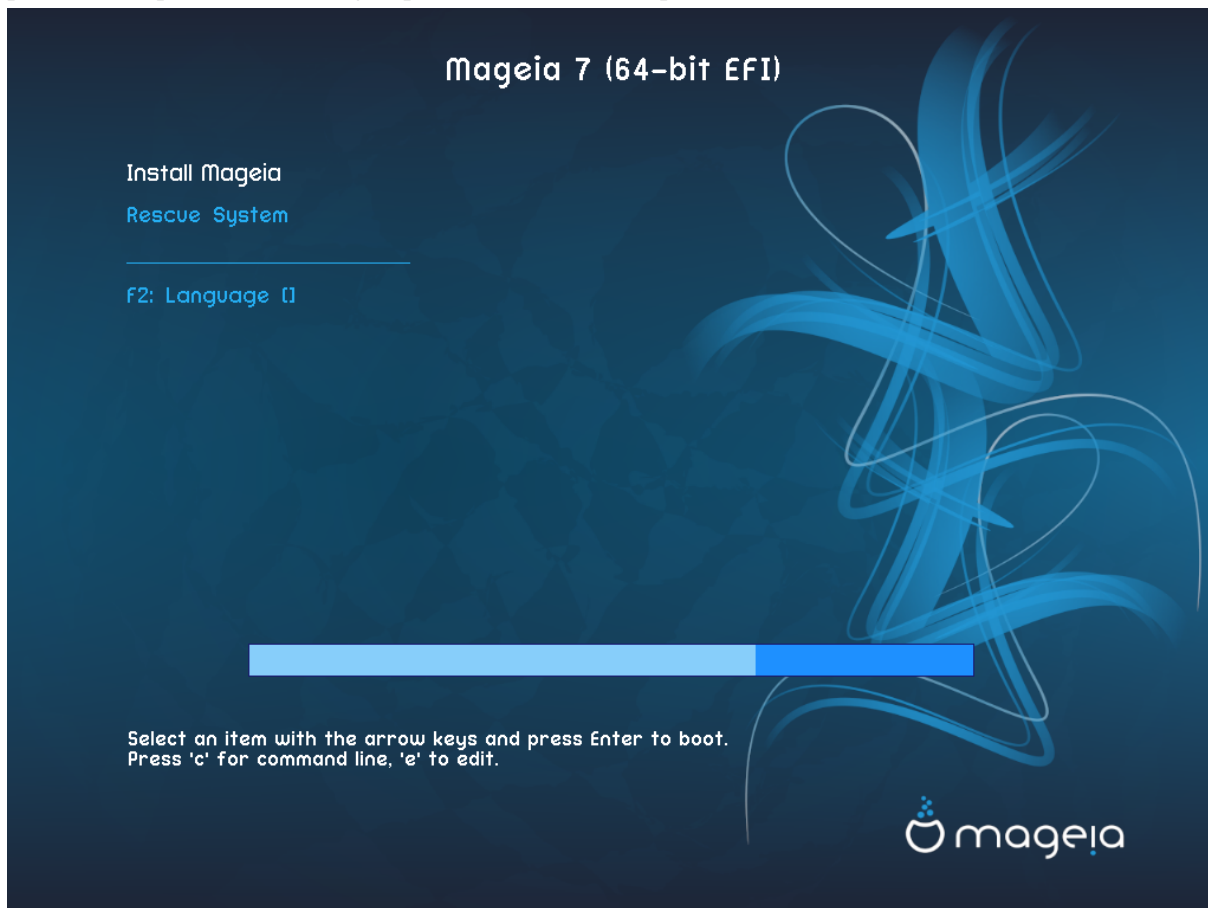 Mageia 7 (64-bit EFI)
Install Mageia
Rescue System
F2: Language []
Select an item with the arrow keys and press Enter to boot.
Press 'c' for command line, 'e' to edit.
mageia